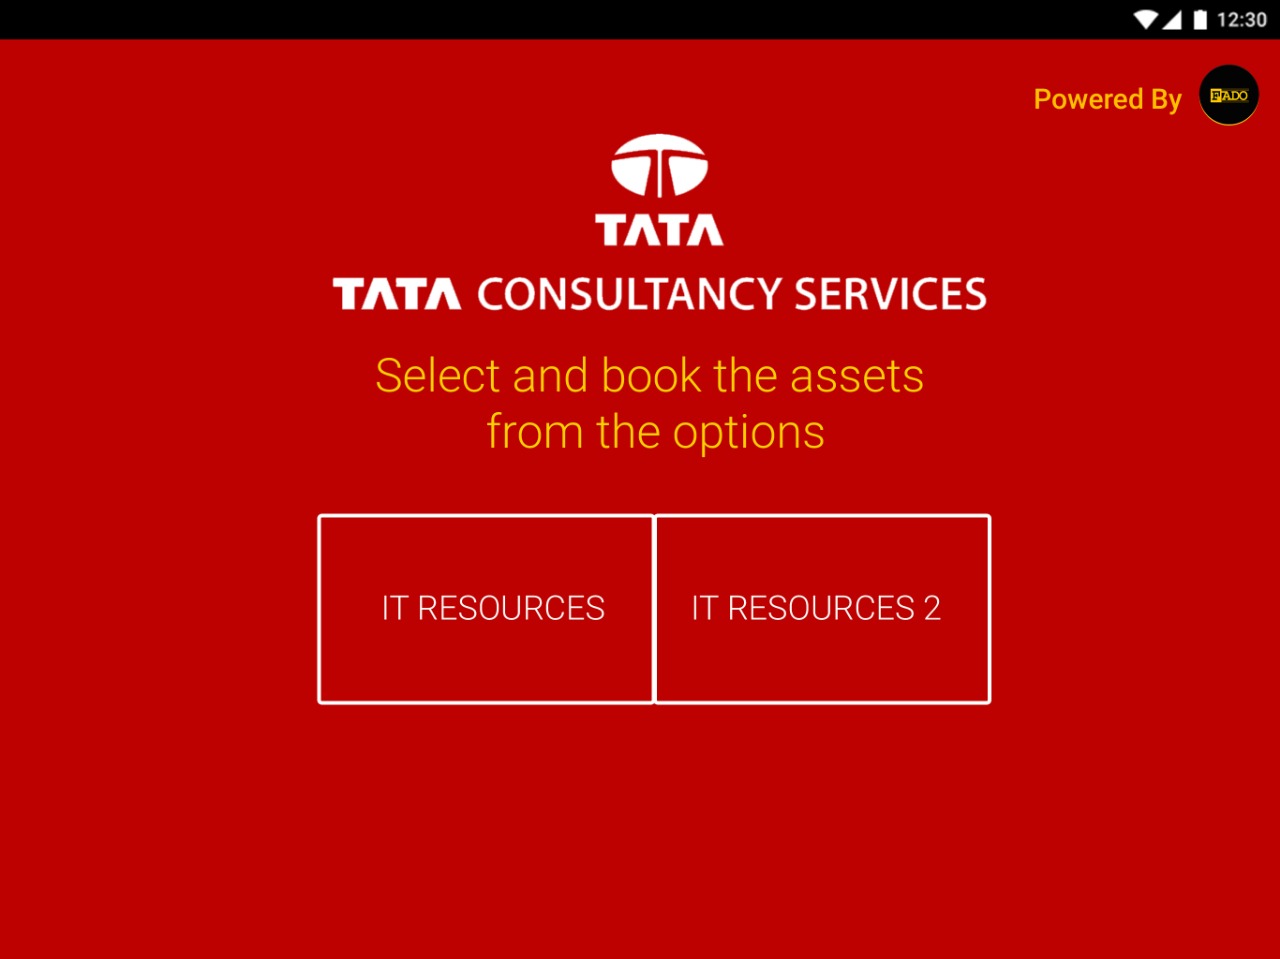 12:30
Powered By
TATA
TATA CONSULTANCY SERVICES
Select and book the assets
from the options
IT RESOURCES
IT RESOURCES 2